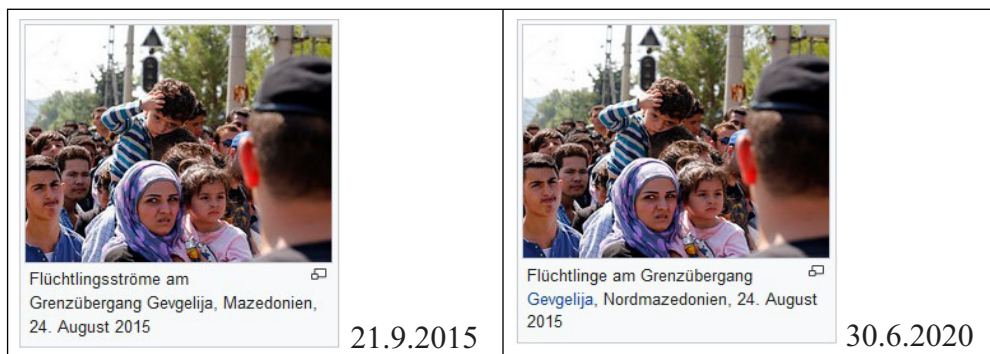 Flüchtlingsströme am
Grenzübergang Gevgelija, Mazedonien,
24. August 2015
21.9.2015
Flüchtlinge am Grenzübergang
Gevgelija, Nordmazedonien, 24. August
2015
30.6.2020